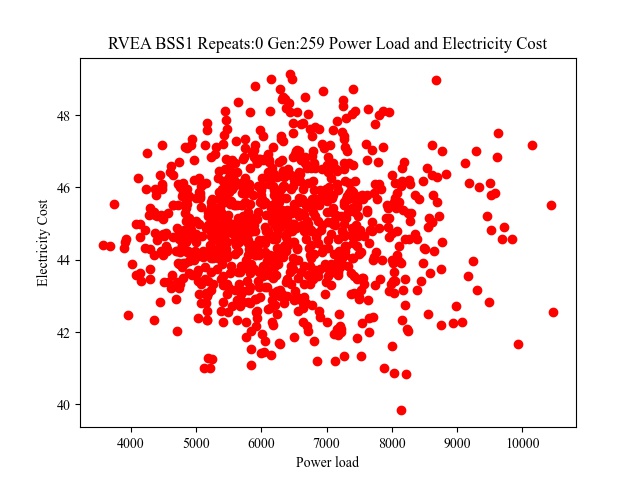 RVEA BSS1 Repeats:0 Gen:259 Power Load and Electricity Cost
48
46
44
42
40
Electricity Cost
4000 5000 6000 7000 8000 9000 10000
Power load